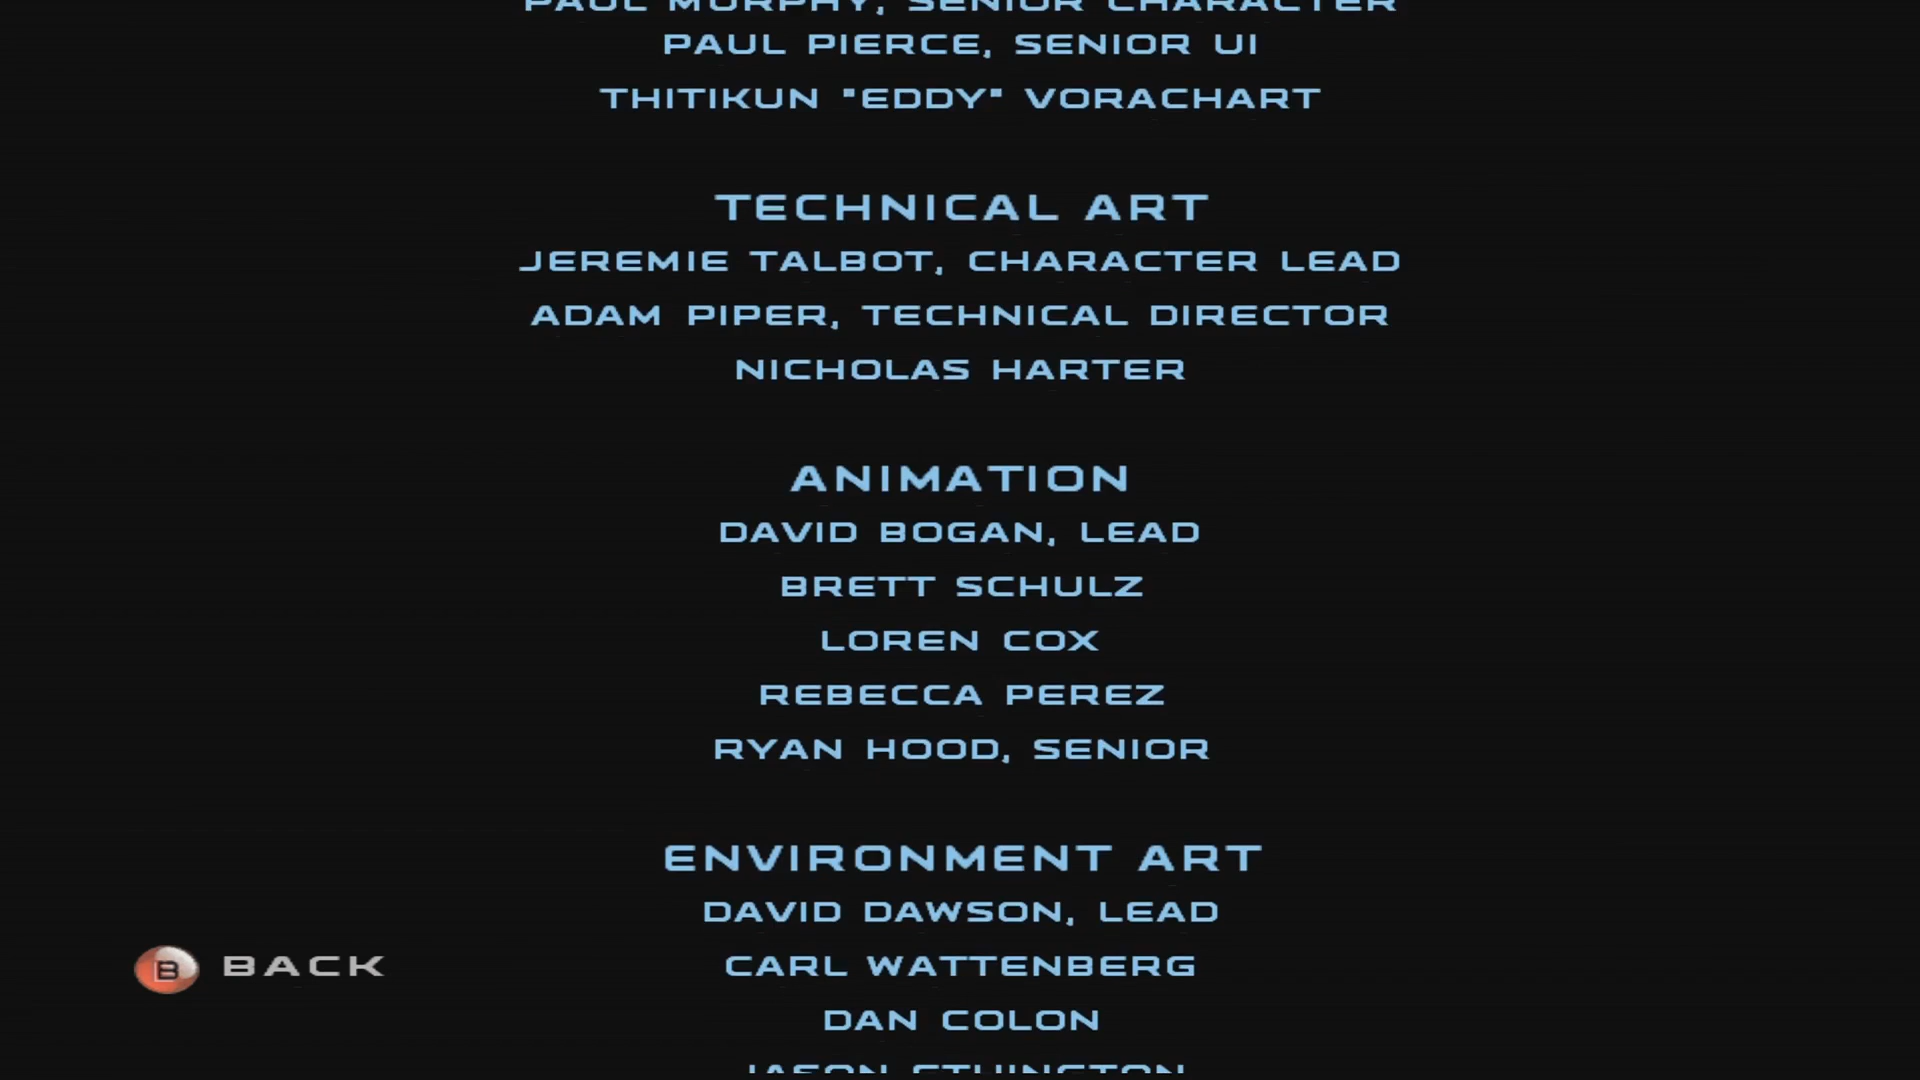 PAUL MURPHY, SENIOR CHARACTER
PAUL PIERCE, SENIOR UI
THITIKUN "EDDY" VORACHART
TECHNICAL ART
JEREMIE TALBOT, CHARACTER LEAD
ADAM PIPER, TECHNICAL DIRECTOR
NICHOLAS HARTER
ANIMATION
DAVID BOGAN, LEAD
BRETT SCHULZ
LOREN COX
REBECCA PEREZ
RYAN HOOD, SENIOR
ENVIRONMENT ART
DAVID DAWSON, LEAD
CARL WATTENBERG
B BACK
DAN COLON
JASON ETHINGTON